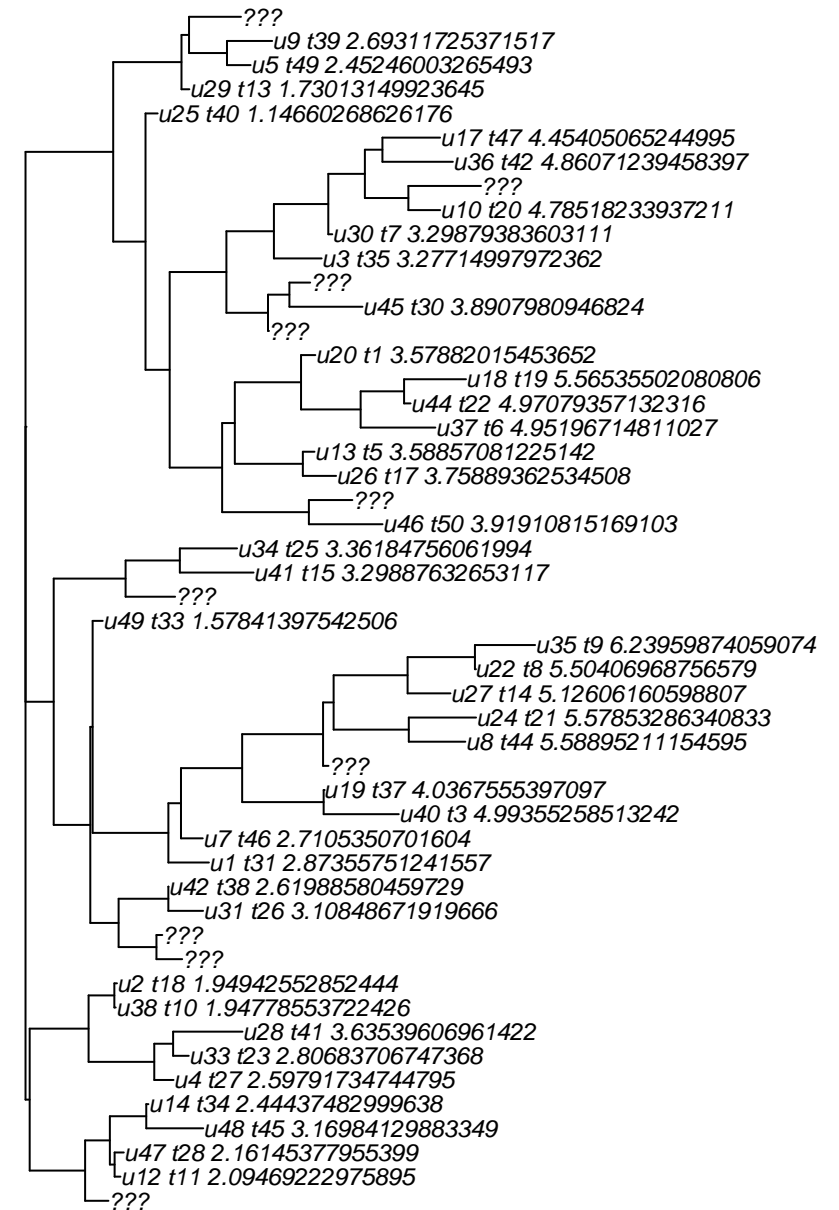 ???
u9 t39 2.69311725371517
u5 t49 2.45246003265493
u29 t13 1.73013149923645
u25 t40 1.14660268626176
u17 t47 4.45405065244995
u36 t42 4.86071239458397
???
u10 t20 4.78518233937211
u30 t7 3.29879383603111
u3 t35 3.27714997972362
???
u45 t30 3.8907980946824
???
u20 t1 3.57882015453652
u18 t19 5.56535502080806
u44 t22 4.97079357132316
u37 t6 4.95196714811027
u13 t5 3.58857081225142
u26 t17 3.75889362534508
???
u46 t50 3.91910815169103
u34 t25 3.36184756061994
u41 t15 3.29887632653117
???
u49 t33 1.57841397542506
u35 t9 6.23959874059074
u22 t8 5.50406968756579
u27 t14 5.12606160598807
u24 t21 5.57853286340833
u8 t44 5.58895211154595
???
u19 t37 4.0367555397097
u40 t3 4.99355258513242
u7 t46 2.7105350701604
u1 t31 2.87355751241557
u42 t38 2.61988580459729
u31 t26 3.10848671919666
???
???
u2 t18 1.94942552852444
u38 t10 1.94778553722426
u28 t41 3.63539606961422
u33 t23 2.80683706747368
u4 t27 2.59791734744795
u14 t34 2.44437482999638
u48 t45 3.16984129883349
u47 t28 2.16145377955399
u12 t11 2.09469222975895
???